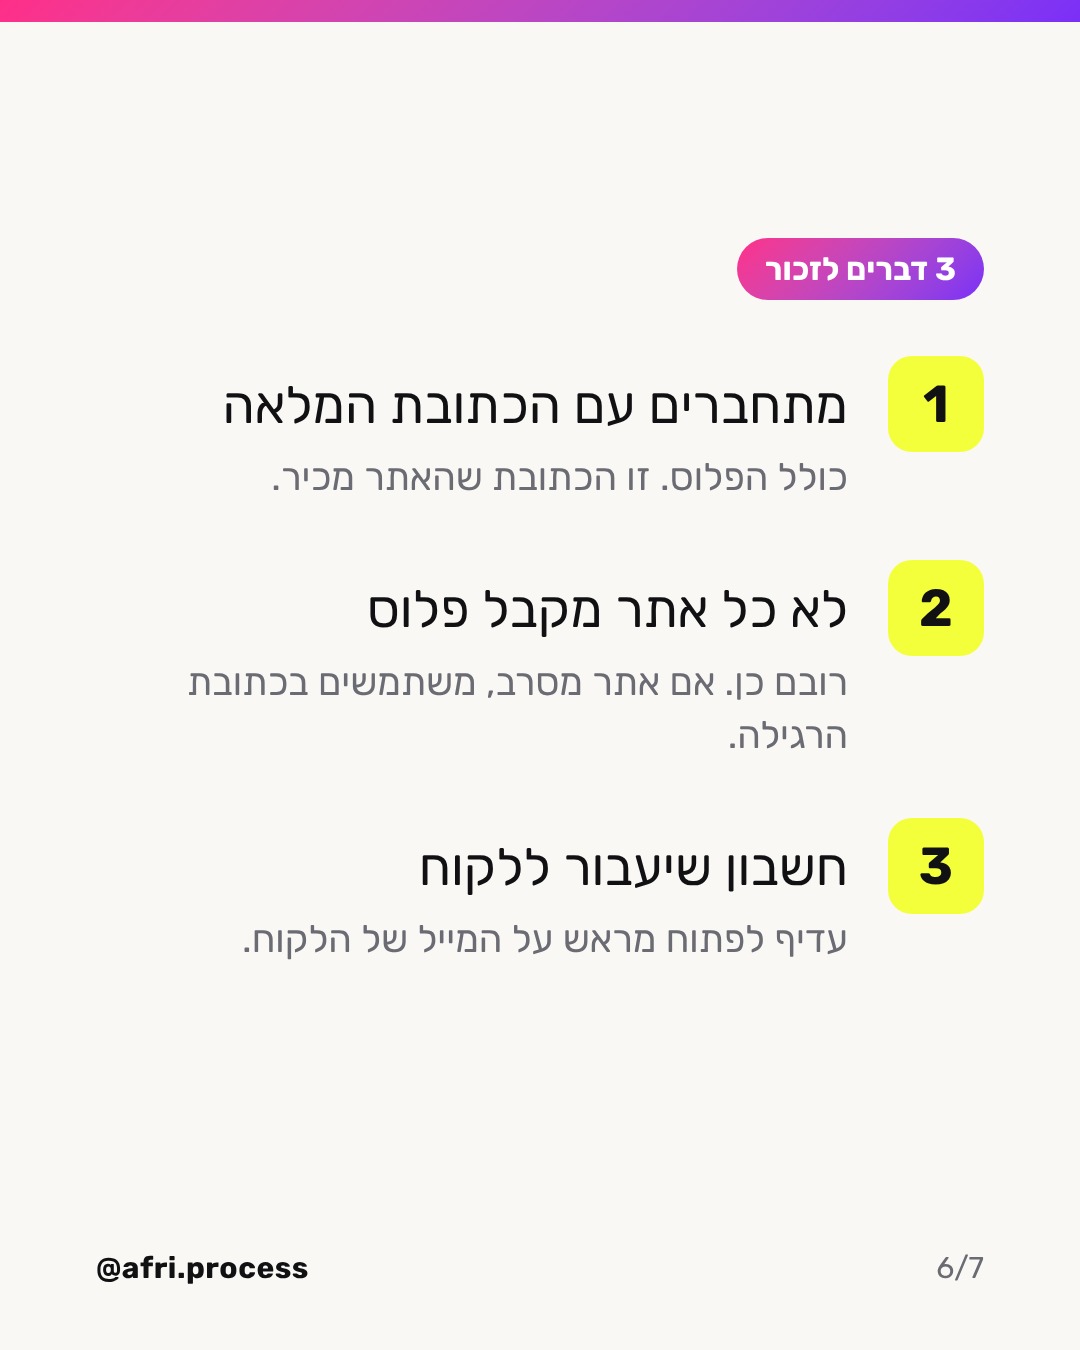 3 דברים לזכור
1
מתחברים עם הכתובת המלאה
כולל הפלוס. זו הכתובת שהאתר מכיר.
2
לא כל אתר מקבל פלוס
רובם כן. אם אתר מסרב, משתמשים בכתובת
הרגילה.
3
חשבון שיעבור ללקוח
עדיף לפתוח מראש על המייל של הלקוח.
@afri.process
6/7